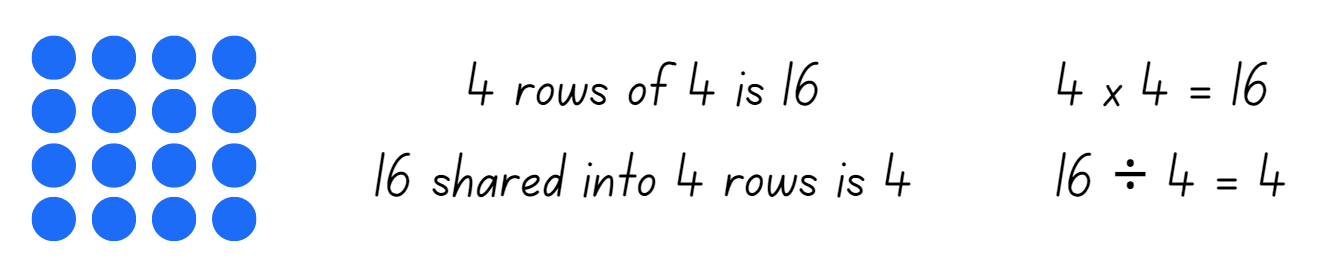 4 rows of 4 is 16
4 x 4 = 16
16 shared into 4 rows is 4
16 ÷ 4 = 4